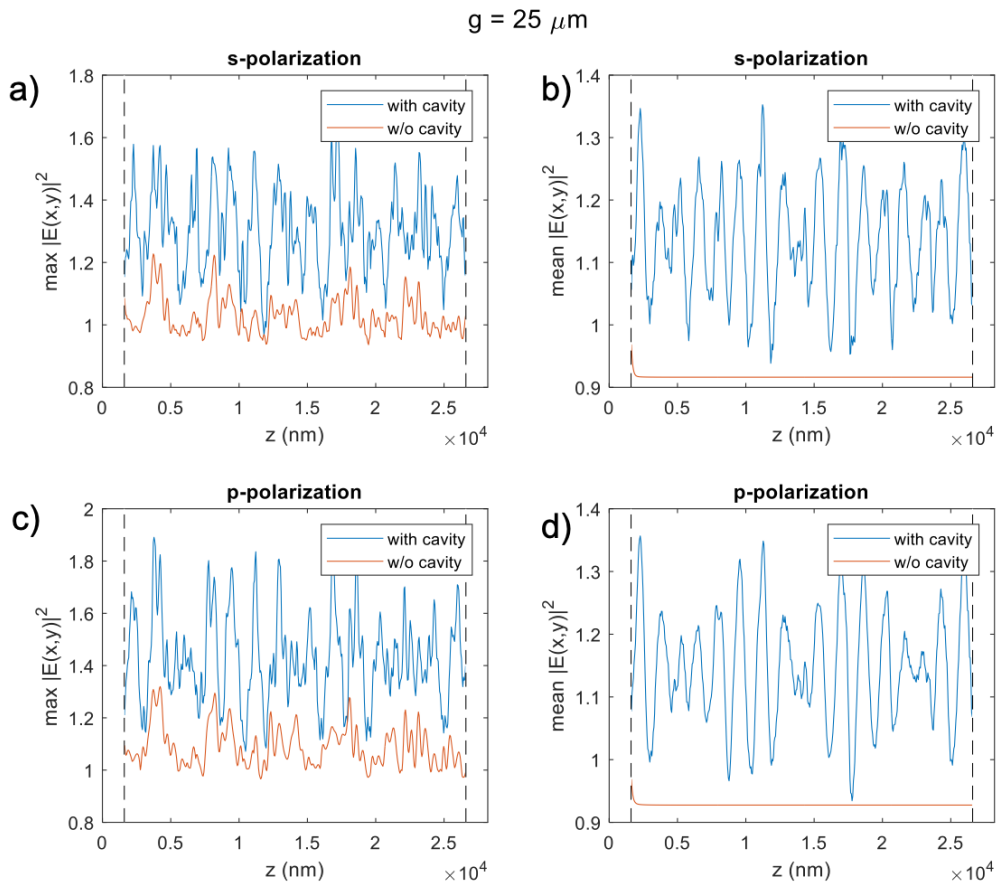 g = 25 μm
a)
s-polarization
max |E(x,y)|²
1.8
1.6
1.4
1.2
1
0.8
with cavity
w/o cavity
0 0.5 1 1.5 2 2.5
z (nm)
×10⁴
b)
s-polarization
mean |E(x,y)|²
1.4
1.3
1.2
1.1
1
0.9
with cavity
w/o cavity
0 0.5 1 1.5 2 2.5
z (nm)
×10⁴
c)
p-polarization
max |E(x,y)|²
2
1.8
1.6
1.4
1.2
1
0.8
with cavity
w/o cavity
0 0.5 1 1.5 2 2.5
z (nm)
×10⁴
d)
p-polarization
mean |E(x,y)|²
1.4
1.3
1.2
1.1
1
0.9
with cavity
w/o cavity
0 0.5 1 1.5 2 2.5
z (nm)
×10⁴